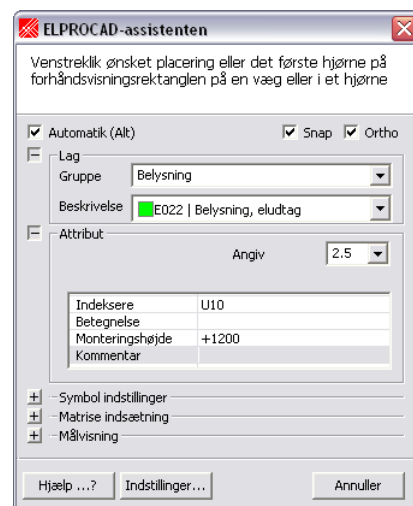 ELPROCAD-assistenten
Venstreklik ønsket placering eller det første hjørne på
forhåndsvisningsrektanglen på en væg eller i et hjørne
Automatik (Alt) Snap Ortho
Lag
Gruppe Belysning
Beskrivelse E022 | Belysning, eludtag
Attribut
Angiv 2.5
Indeksere U10
Betegnelse
Monteringshøjde +1200
Kommentar
Symbol indstillinger
Matrise indsætning
Målvisning
Hjælp ...? Indstillinger... Annuller